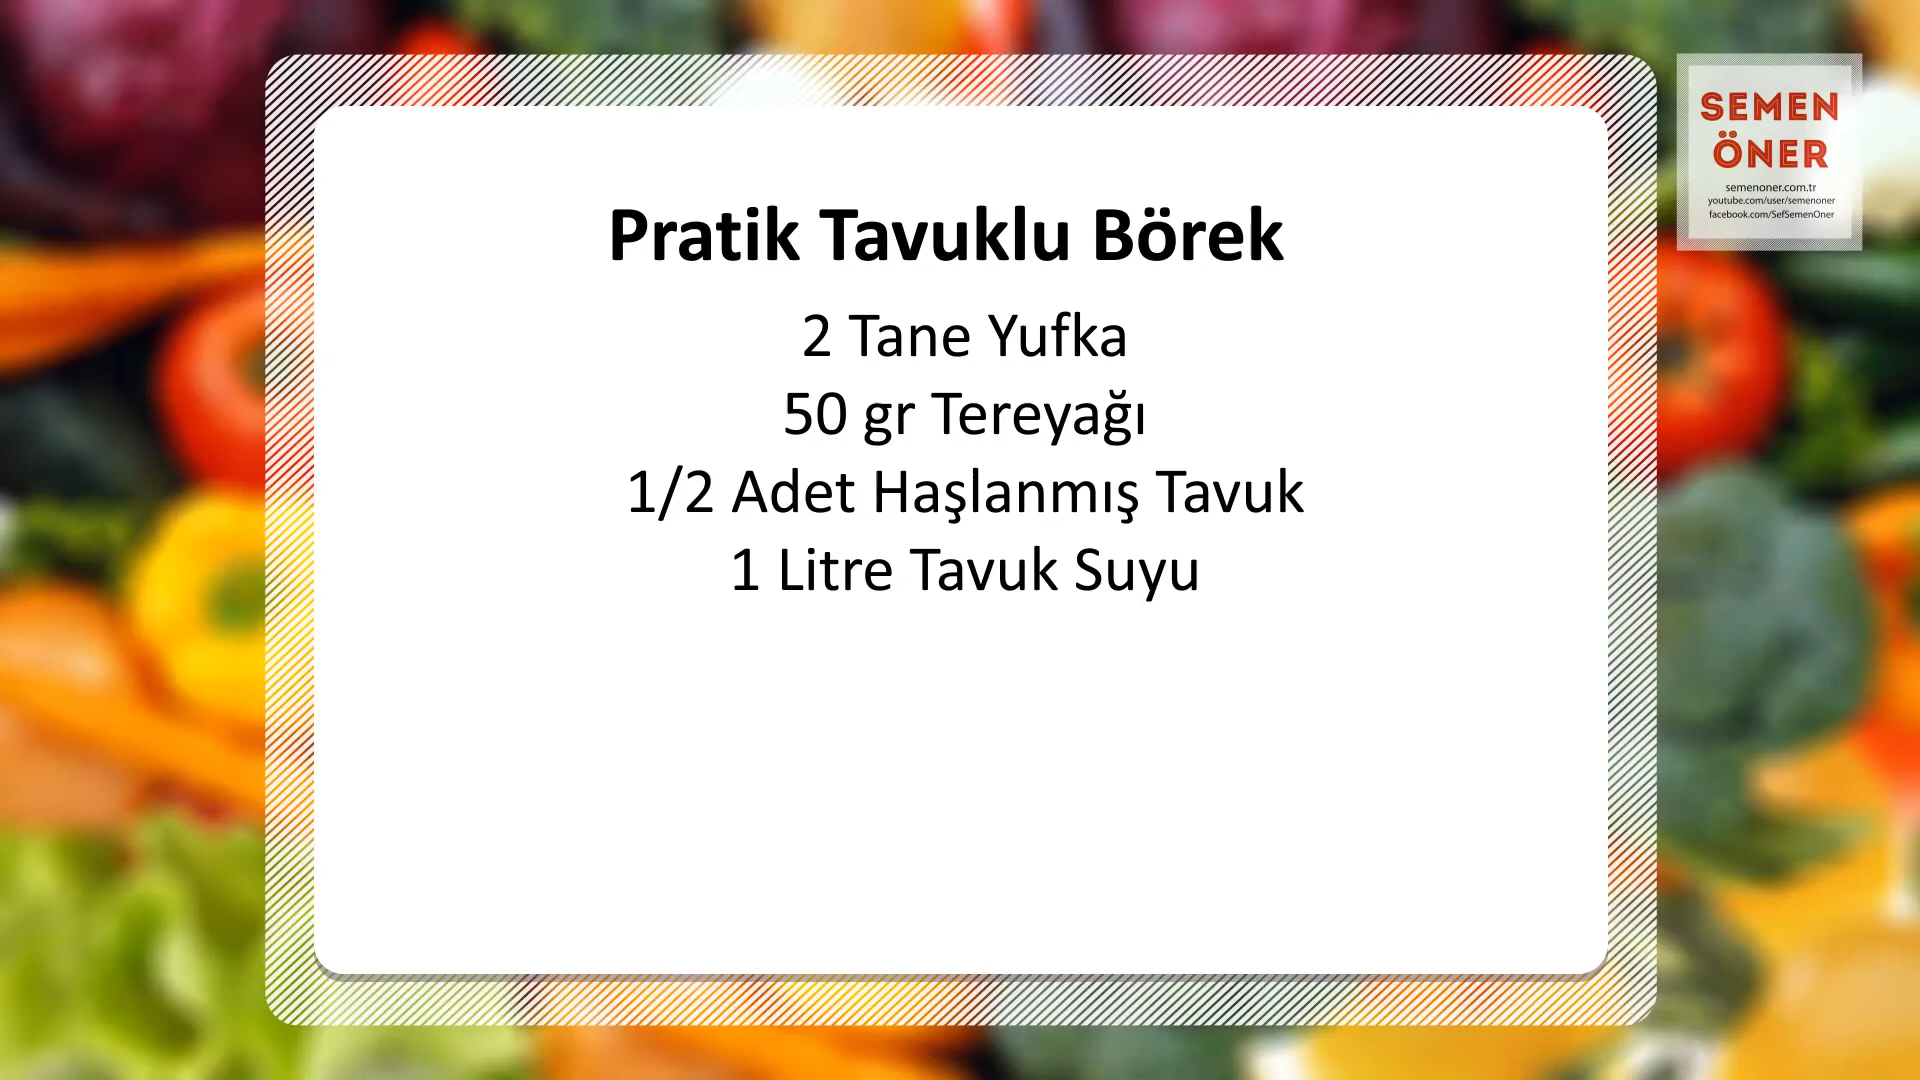 Pratik Tavuklu Börek
2 Tane Yufka
50 gr Tereyağı
1/2 Adet Haşlanmış Tavuk
1 Litre Tavuk Suyu
SEMEN
ÖNER
semenoner.com.tr
youtube.com/user/semenoner
facebook.com/SefSemenOner